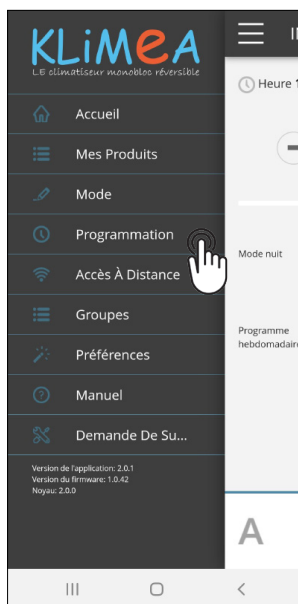 KLiMeA
LE climatiseur monobloc réversible
Accueil
Mes Produits
Mode
Programmation
Accès À Distance
Groupes
Préférences
Manuel
Demande De Su...
Version de l'application: 2.0.1
Version du firmware: 1.0.42
Noyau: 2.0.0
Heure 1
Mode nuit
Programme
hebdomadaire
A